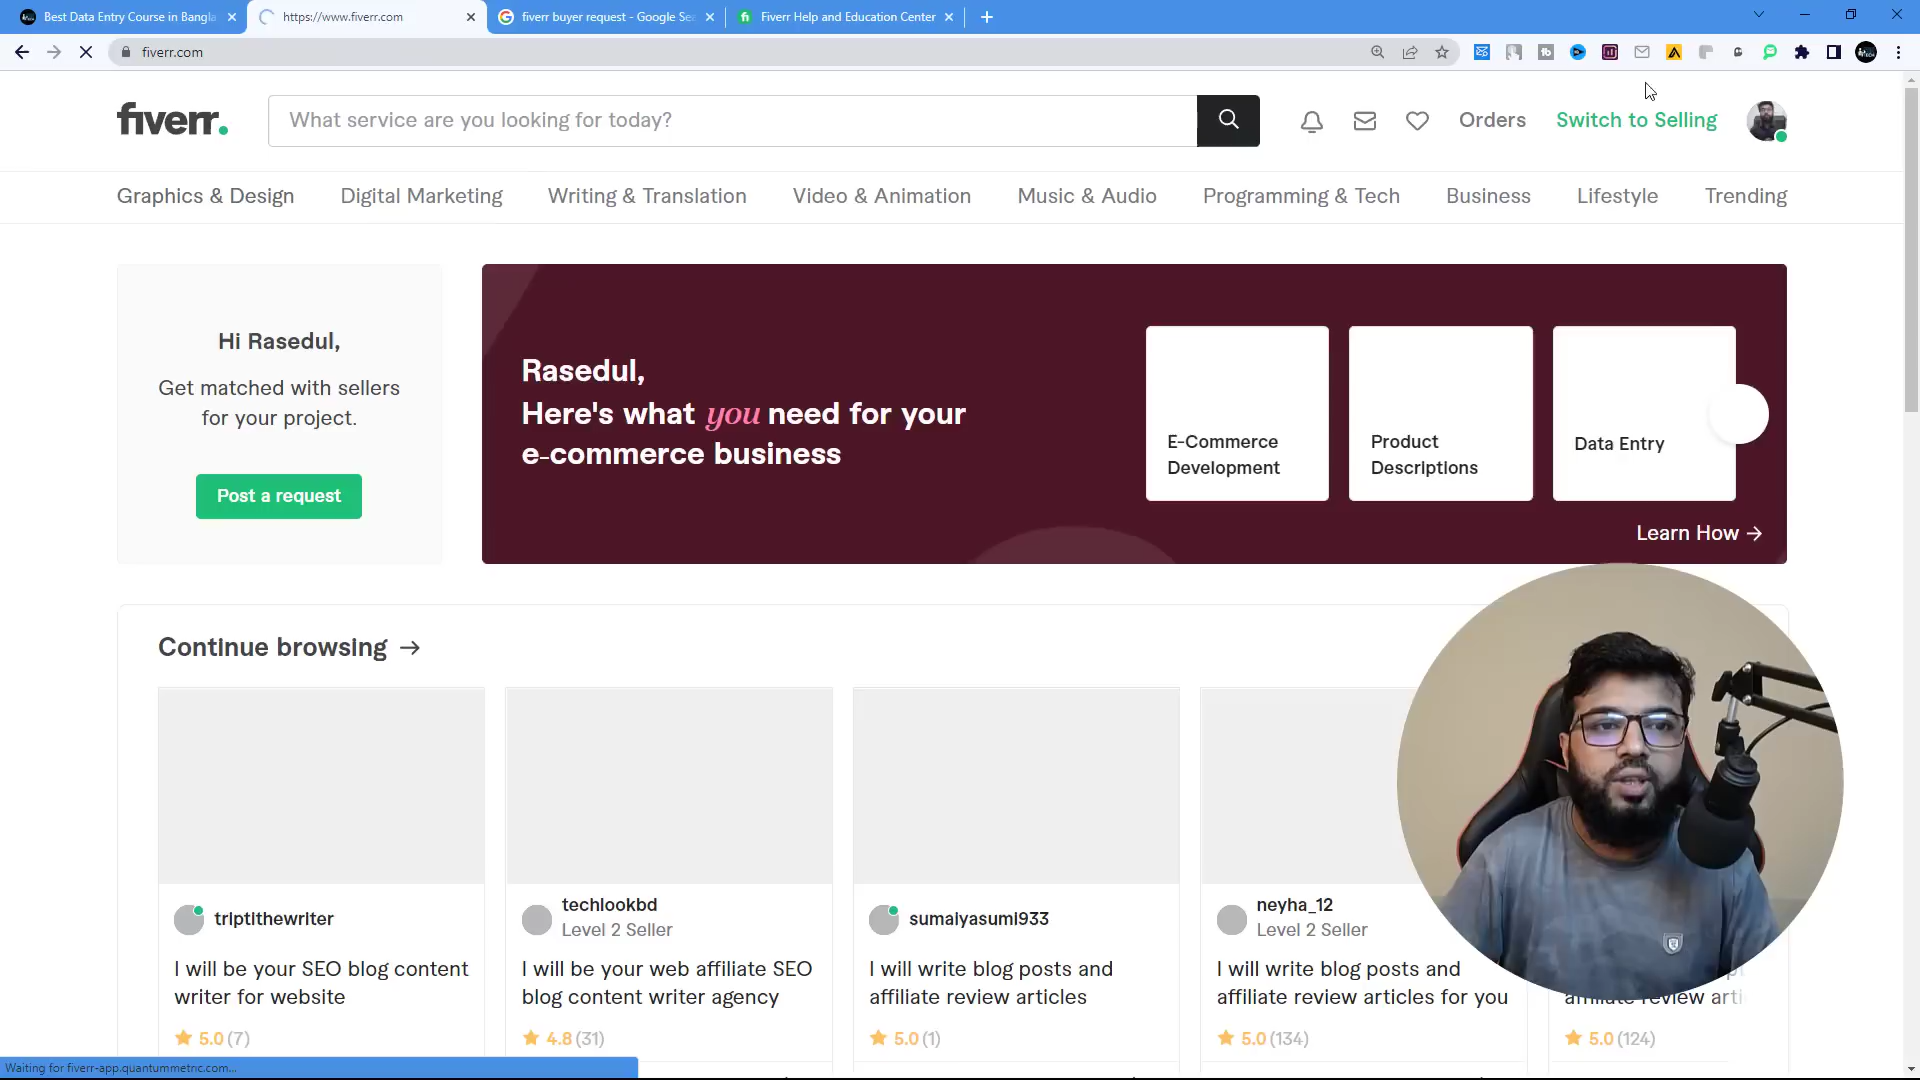 Best Data Entry Course in Bangla
https://www.fiverr.com
fiverr buyer request - Google Se
Fiverr Help and Education Center
fiverr.com
fiverr.
What service are you looking for today?
Orders
Switch to Selling
Graphics & Design
Digital Marketing
Writing & Translation
Video & Animation
Music & Audio
Programming & Tech
Business
Lifestyle
Trending
Hi Rasedul,
Get matched with sellers
for your project.
Post a request
Rasedul,
Here's what you need for your
e-commerce business
E-Commerce
Development
Product
Descriptions
Data Entry
Learn How →
Continue browsing →
triptithewriter
I will be your SEO blog content
writer for website
5.0 (7)
techlookbd
Level 2 Seller
I will be your web affiliate SEO
blog content writer agency
4.8 (31)
sumaiyasumi933
I will write blog posts and
affiliate review articles
5.0 (1)
neyha_12
Level 2 Seller
I will write blog posts and
affiliate review articles for you
5.0 (134)
affiliate review arti
5.0 (124)
Waiting for fiverr-app.quantummetric.com...